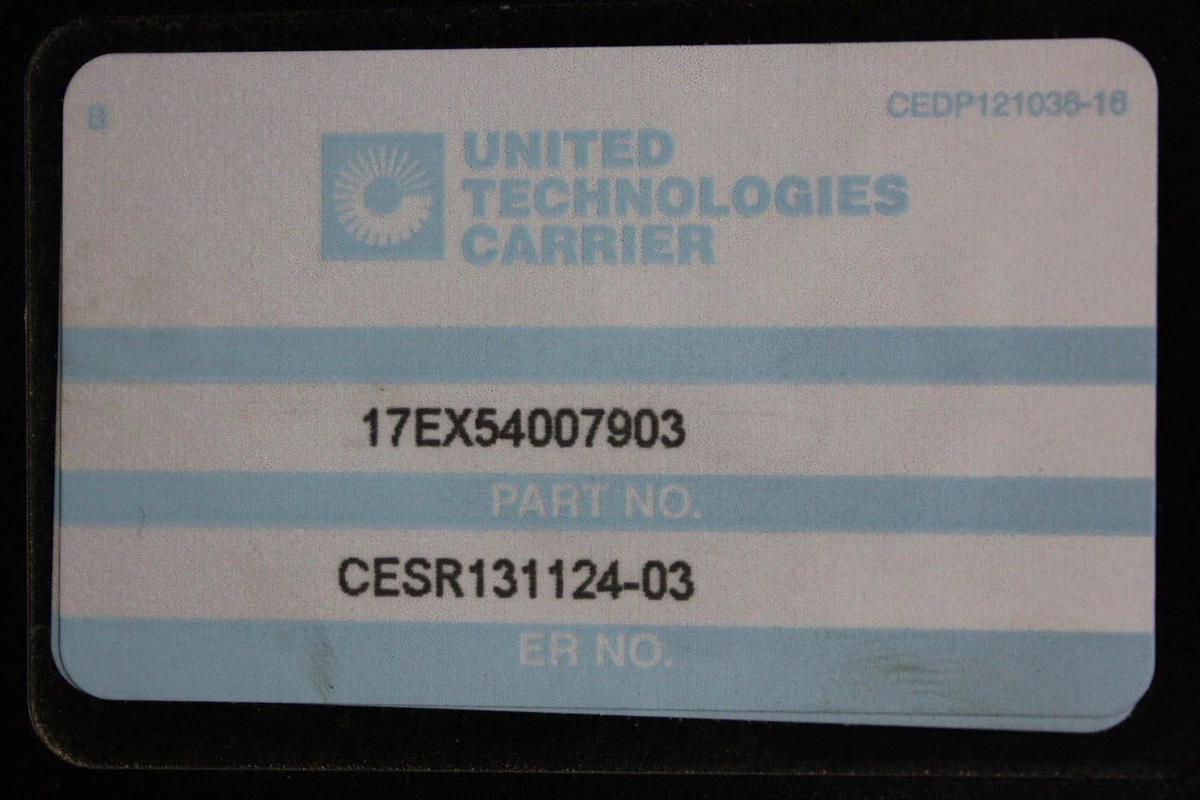 B
CEDP121036-16
UNITED
TECHNOLOGIES
CARRIER
17EX54007903
PART NO.
CESR131124-03
ER NO.